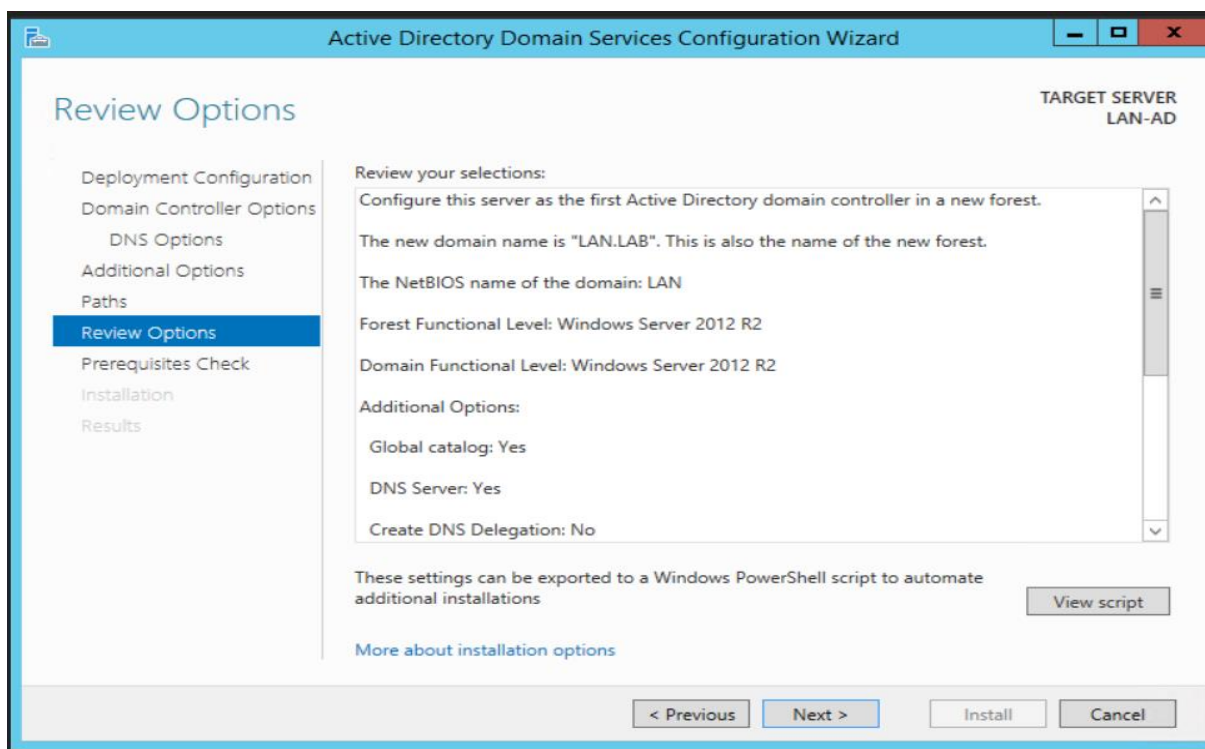 Active Directory Domain Services Configuration Wizard
Review Options
TARGET SERVER
LAN-AD
Deployment Configuration
Domain Controller Options
DNS Options
Additional Options
Paths
Review Options
Prerequisites Check
Installation
Results
Review your selections:
Configure this server as the first Active Directory domain controller in a new forest.
The new domain name is "LAN.LAB". This is also the name of the new forest.
The NetBIOS name of the domain: LAN
Forest Functional Level: Windows Server 2012 R2
Domain Functional Level: Windows Server 2012 R2
Additional Options:
Global catalog: Yes
DNS Server: Yes
Create DNS Delegation: No
These settings can be exported to a Windows PowerShell script to automate
additional installations
View script
More about installation options
< Previous
Next >
Install
Cancel